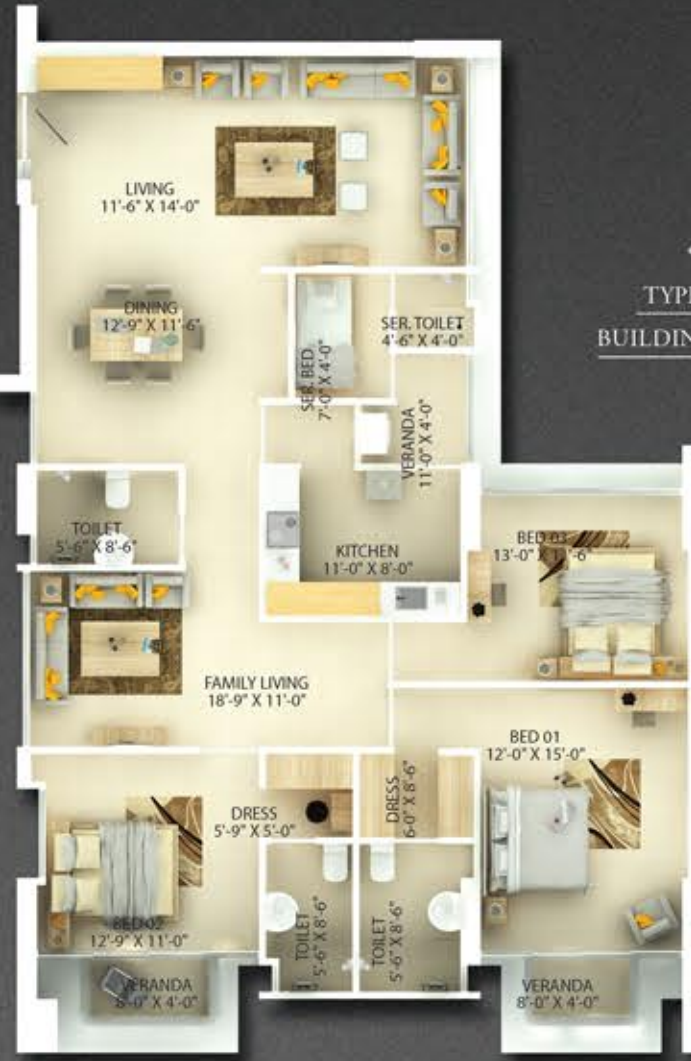 LIVING
11'-6" X 14'-0"
DINING
12'-9" X 11'-6"
SER. BED
7'-0" X 4'-0"
SER. TOILET
4'-6" X 4'-0"
VERANDA
11'-0" X 4'-0"
TOILET
5'-6" X 8'-6"
KITCHEN
11'-0" X 8'-0"
BED 03
13'-0" X
FAMILY LIVING
18'-9" X 11'-0"
BED 01
12'-0" X 15'-0"
DRESS
5'-9" X 5'-0"
DRESS
6-0" X 8'-6"
BED 02
12'-9" X 11'-0"
TOILET
5'-6" X 8'-6"
TOILET
5'-6" X 8'-6"
VERANDA
8'-0" X 4'-0"
VERANDA
8'-0" X 4'-0"